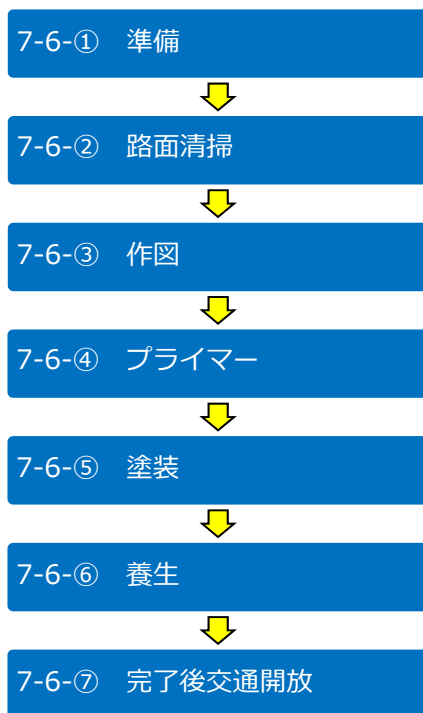 7-6-① 準備
7-6-② 路面清掃
7-6-③ 作図
7-6-④ プライマー
7-6-⑤ 塗装
7-6-⑥ 養生
7-6-⑦ 完了後交通開放